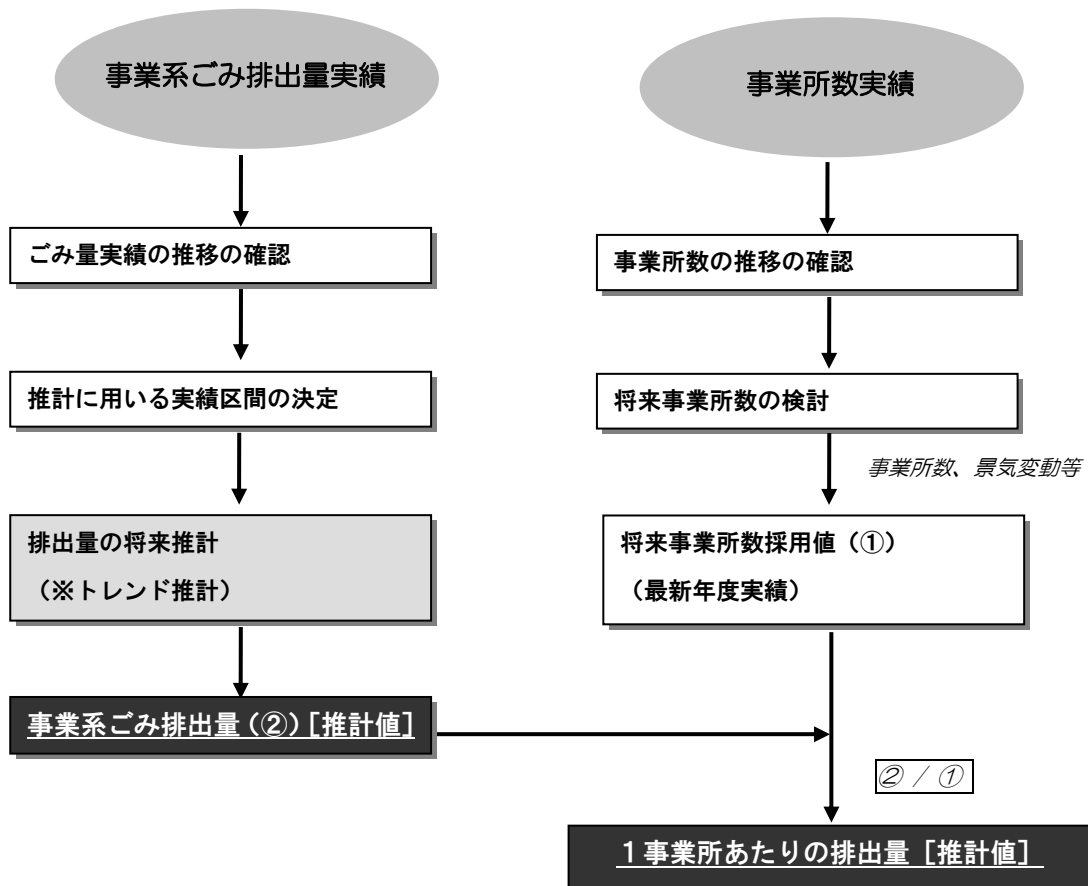 事業系ごみ排出量実績
ごみ量実績の推移の確認
推計に用いる実績区間の決定
排出量の将来推計
（※トレンド推計）
事業系ごみ排出量（②）［推計値］
事業所数実績
事業所数の推移の確認
将来事業所数の検討
事業所数、景気変動等
将来事業所数採用値（①）
（最新年度実績）
② / ①
１事業所あたりの排出量［推計値］